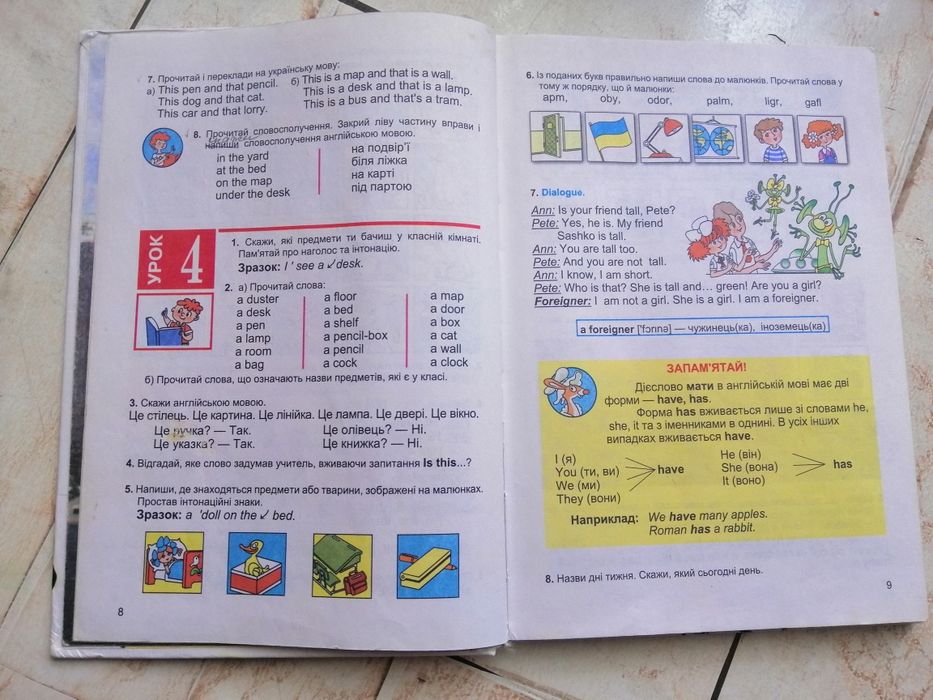 7. Прочитай і переклади на українську мову:
а) This pen and that pencil.
This dog and that cat.
This car and that lorry.
б) This is a map and that is a wall.
This is a desk and that is a lamp.
This is a bus and that's a tram.
8. Прочитай словосполучення. Закрий ліву частину вправи і
напиши словосполучення англійською мовою.
in the yard
at the bed
on the map
under the desk
на подвір'ї
біля ліжка
на карті
під партою
УРОК 4
1. Скажи, які предмети ти бачиш у класній кімнаті.
Пам'ятай про наголос та інтонацію.
Зразок: I ' see a ↙ desk.
2. а) Прочитай слова:
a duster
a desk
a pen
a lamp
a room
a bag
a floor
a bed
a shelf
a pencil-box
a pencil
a cock
a map
a door
a box
a cat
a wall
a clock
б) Прочитай слова, що означають назви предметів, які є у класі.
3. Скажи англійською мовою.
Це стілець. Це картина. Це лінійка. Це лампа. Це двері. Це вікно.
Це ручка? — Так.
Це указка? — Так.
Це олівець? — Ні.
Це книжка? — Ні.
4. Відгадай, яке слово задумав учитель, вживаючи запитання Is this...?
5. Напиши, де знаходяться предмети або тварини, зображені на малюнках.
Простав інтонаційні знаки.
Зразок: a 'doll on the ↙ bed.
8
6. Із поданих букв правильно напиши слова до малюнків. Прочитай слова у
тому ж порядку, що й малюнки:
apm, oby, odor, palm, ligr, gafl
7. Dialogue.
Ann: Is your friend tall, Pete?
Pete: Yes, he is. My friend
Sashko is tall.
Ann: You are tall too.
Pete: And you are not tall.
Ann: I know, I am short.
Pete: Who is that? She is tall and... green! Are you a girl?
Foreigner: I am not a girl. She is a girl. I am a foreigner.
a foreigner ['fɔrɪnə] — чужинець(ка), іноземець(ка)
ЗАПАМ'ЯТАЙ!
Дієслово мати в англійській мові має дві
форми — have, has.
Форма has вживається лише зі словами he,
she, it та з іменниками в однині. В усіх інших
випадках вживається have.
I (я)
You (ти, ви)
We (ми)
They (вони)
have
He (він)
She (вона)
It (воно)
has
Наприклад: We have many apples.
Roman has a rabbit.
8. Назви дні тижня. Скажи, який сьогодні день.
9